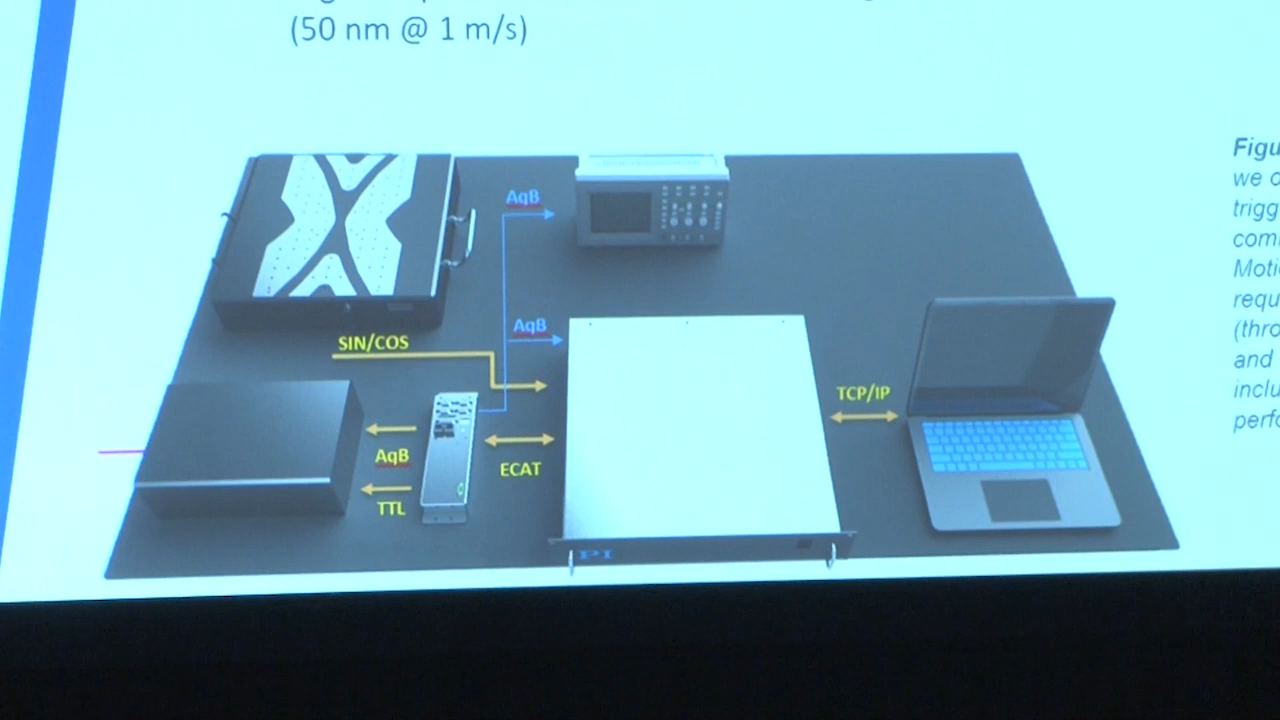 (50 nm @ 1 m/s)
AqB
AqB
SIN/COS
TCP/IP
AqB
ECAT
TTL
PI
Figu
we
trigg
com
Motio
requ
(thro
and
inclu
perfo